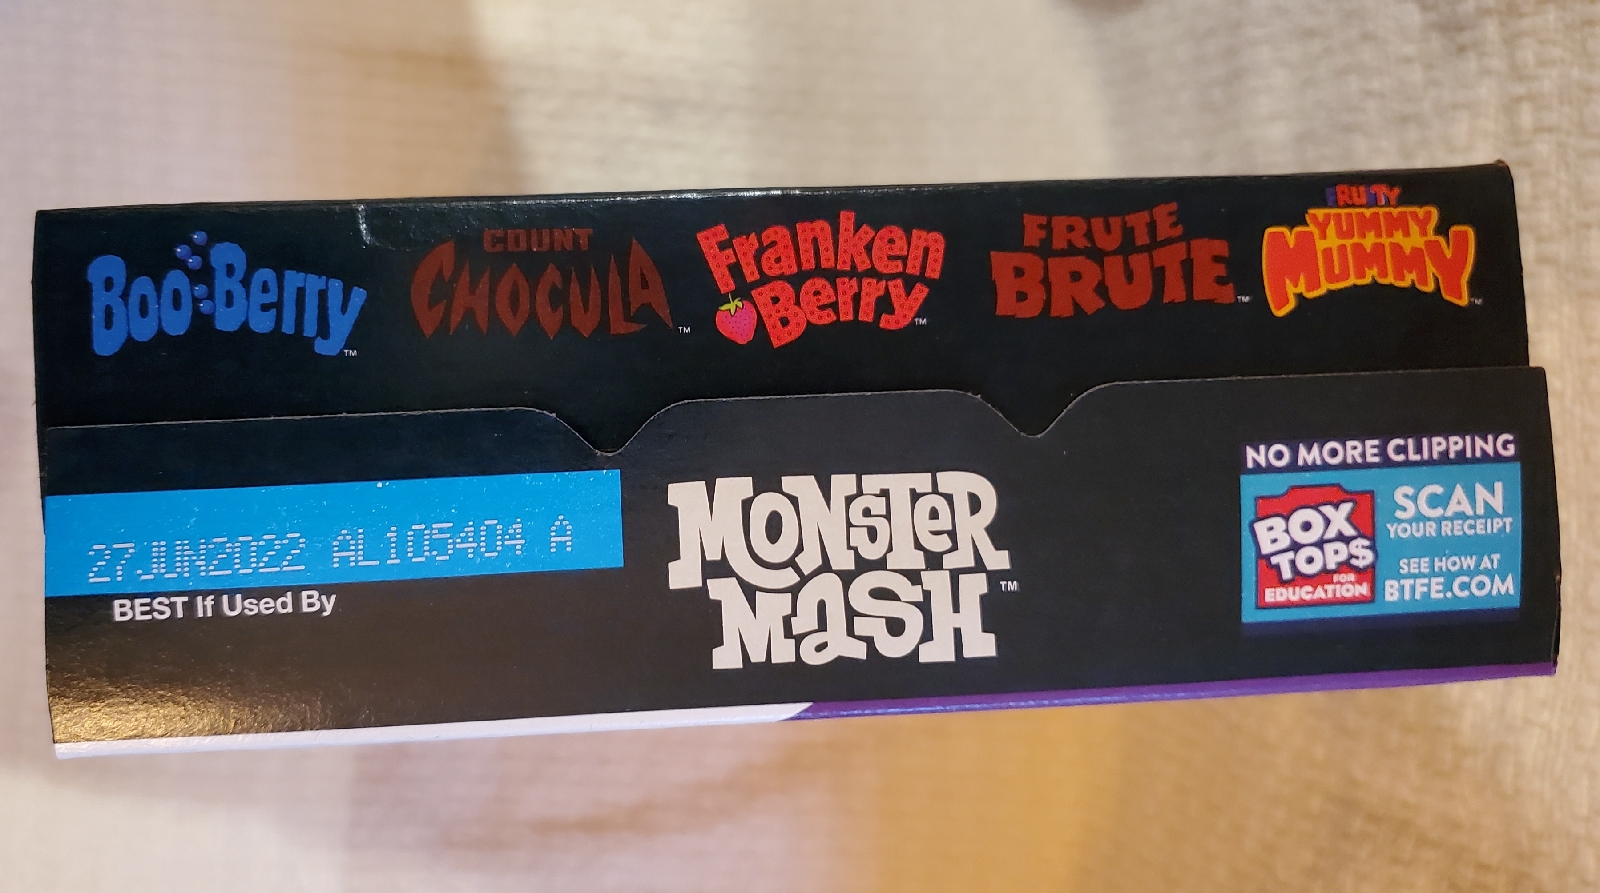 Boo Berry™
COUNT
CHOCULA™
Franken
Berry™
FRUTE
BRUTE™
FRUITY
YUMMY
MUMMY™
27JUN2022 AL105404 A
BEST If Used By
MONSTER
MASH™
NO MORE CLIPPING
BOX
TOP$
FOR
EDUCATION
SCAN
YOUR RECEIPT
SEE HOW AT
BTFE.COM